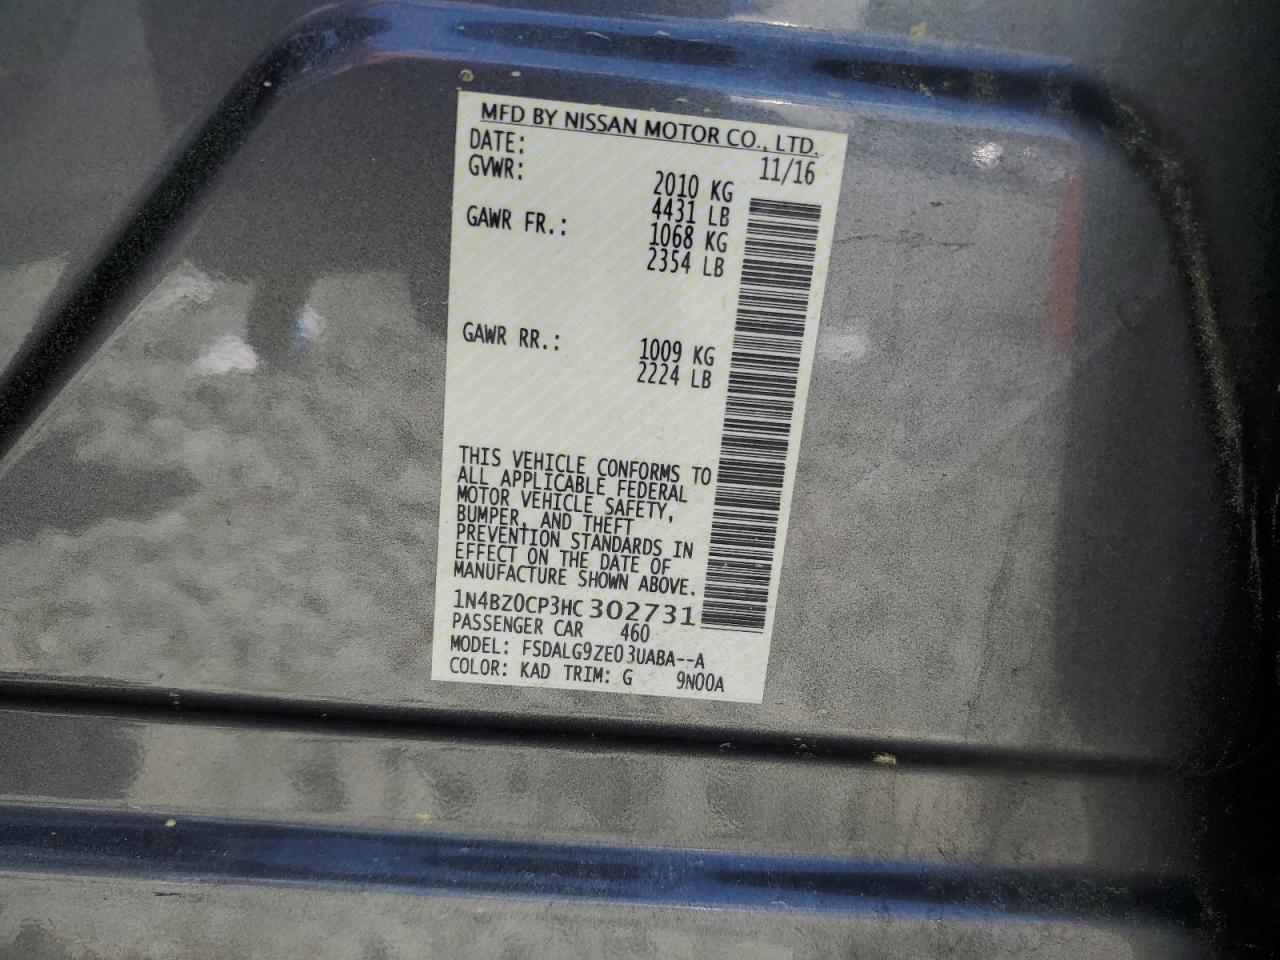 MFD BY NISSAN MOTOR CO., LTD.
DATE: 11/16
GVWR: 2010 KG
4431 LB
GAWR FR.: 1068 KG
2354 LB
GAWR RR.: 1009 KG
2224 LB
THIS VEHICLE CONFORMS TO
ALL APPLICABLE FEDERAL
MOTOR VEHICLE SAFETY,
BUMPER, AND THEFT
PREVENTION STANDARDS IN
EFFECT ON THE DATE OF
MANUFACTURE SHOWN ABOVE.
1N4BZ0CP3HC302731
PASSENGER CAR 460
MODEL: FSDALG9ZE03UABA--A
COLOR: KAD TRIM: G 9N00A